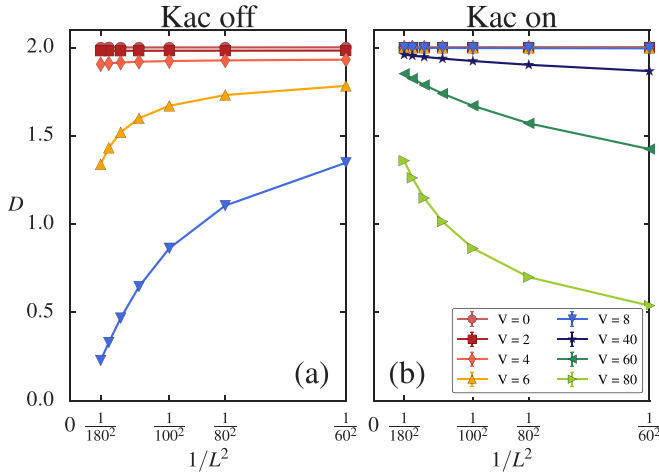 Kac off
Kac on
2.0
1.5
D
1.0
0.5
0.0
(a)
(b)
V = 0
V = 2
V = 4
V = 6
V = 8
V = 40
V = 60
V = 80
0 1/180² 1/100² 1/80² 1/60²
0 1/180² 1/100² 1/80² 1/60²
1/L²
1/L²